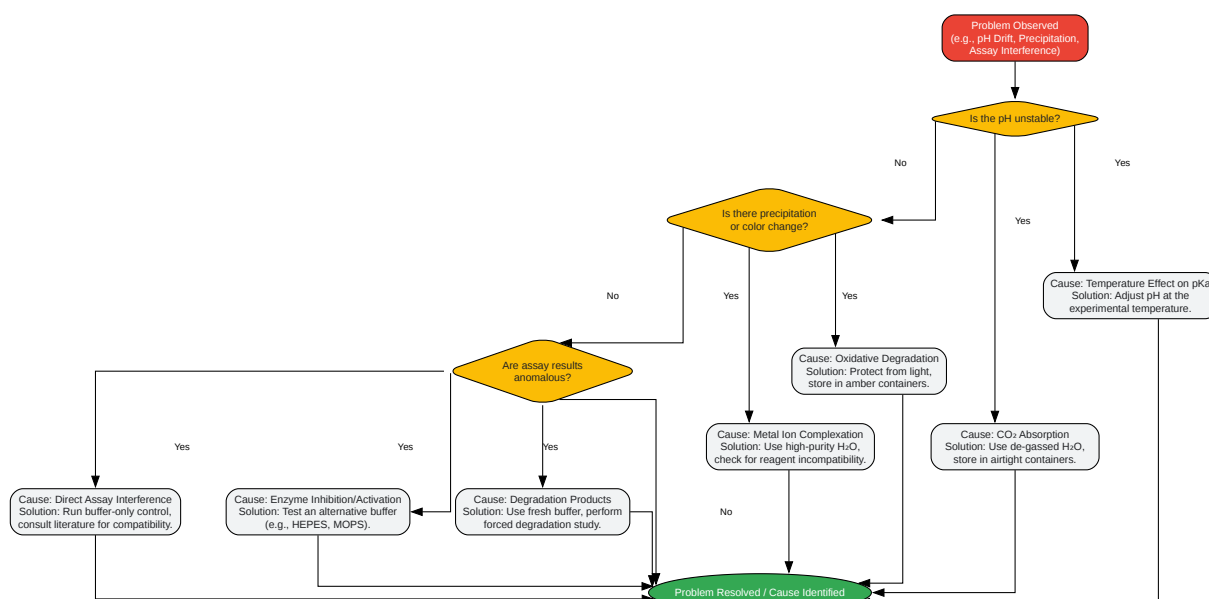 Problem Observed
(e.g., pH Drift, Precipitation,
Assay Interference)
Is the pH unstable?
No
Yes
Yes
Is there precipitation
or color change?
No
Yes
Yes
Cause: Temperature Effect on pKa
Solution: Adjust pH at the
experimental temperature.
Are assay results
anomalous?
Cause: Oxidative Degradation
Solution: Protect from light,
store in amber containers.
Yes
Yes
Yes
Cause: Metal Ion Complexation
Solution: Use high-purity H₂O,
check for reagent incompatibility.
Cause: CO₂ Absorption
Solution: Use de-gassed H₂O,
store in airtight containers.
Cause: Direct Assay Interference
Solution: Run buffer-only control,
consult literature for compatibility.
Cause: Enzyme Inhibition/Activation
Solution: Test an alternative buffer
(e.g., HEPES, MOPS).
Cause: Degradation Products
Solution: Use fresh buffer, perform
forced degradation study.
No
Problem Resolved / Cause Identified